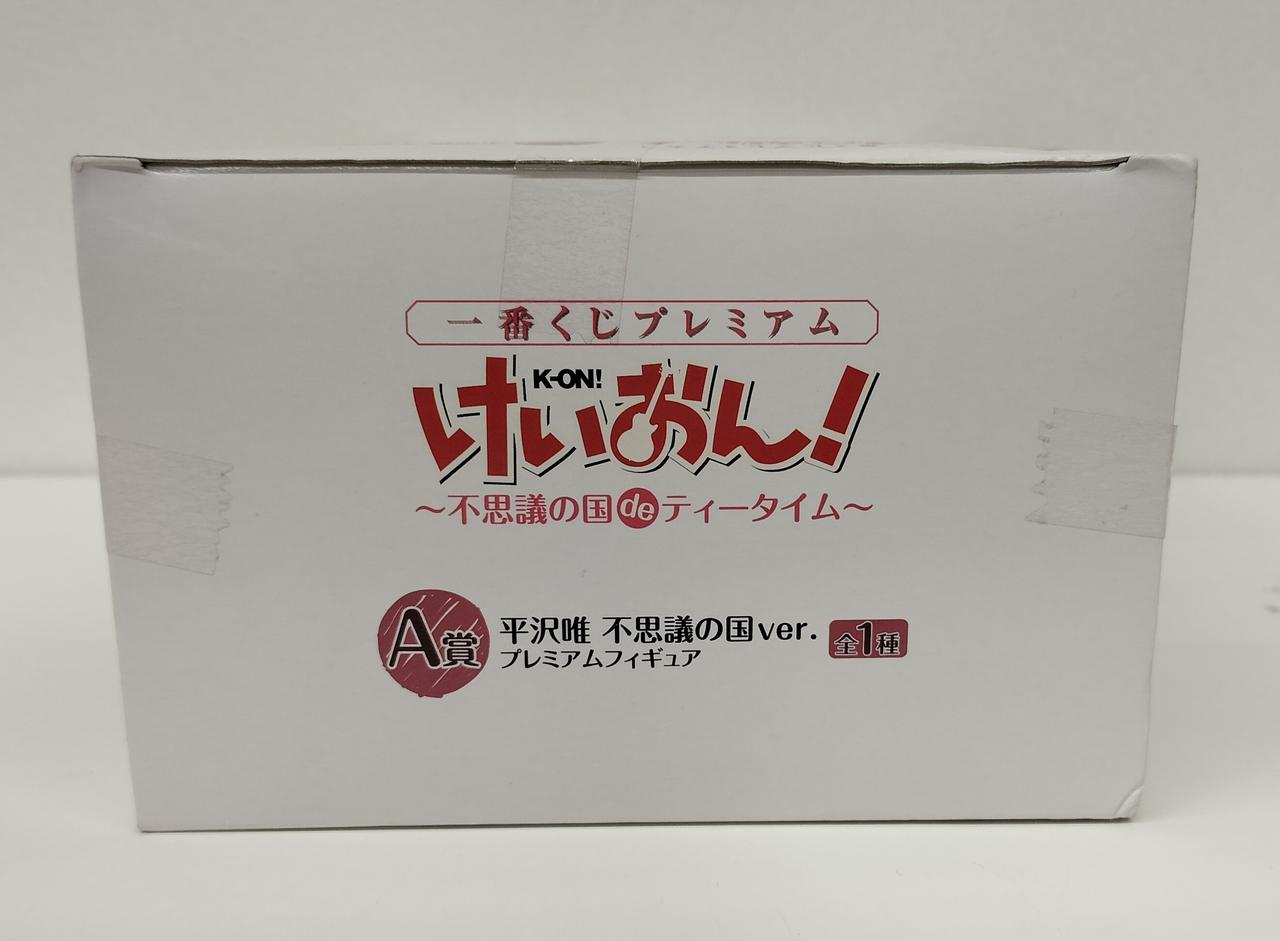 一番くじプレミアム
K-ON!
けいおん!
~不思議の国deティータイム~
A賞 平沢唯 不思議の国ver. 全1種
プレミアムフィギュア